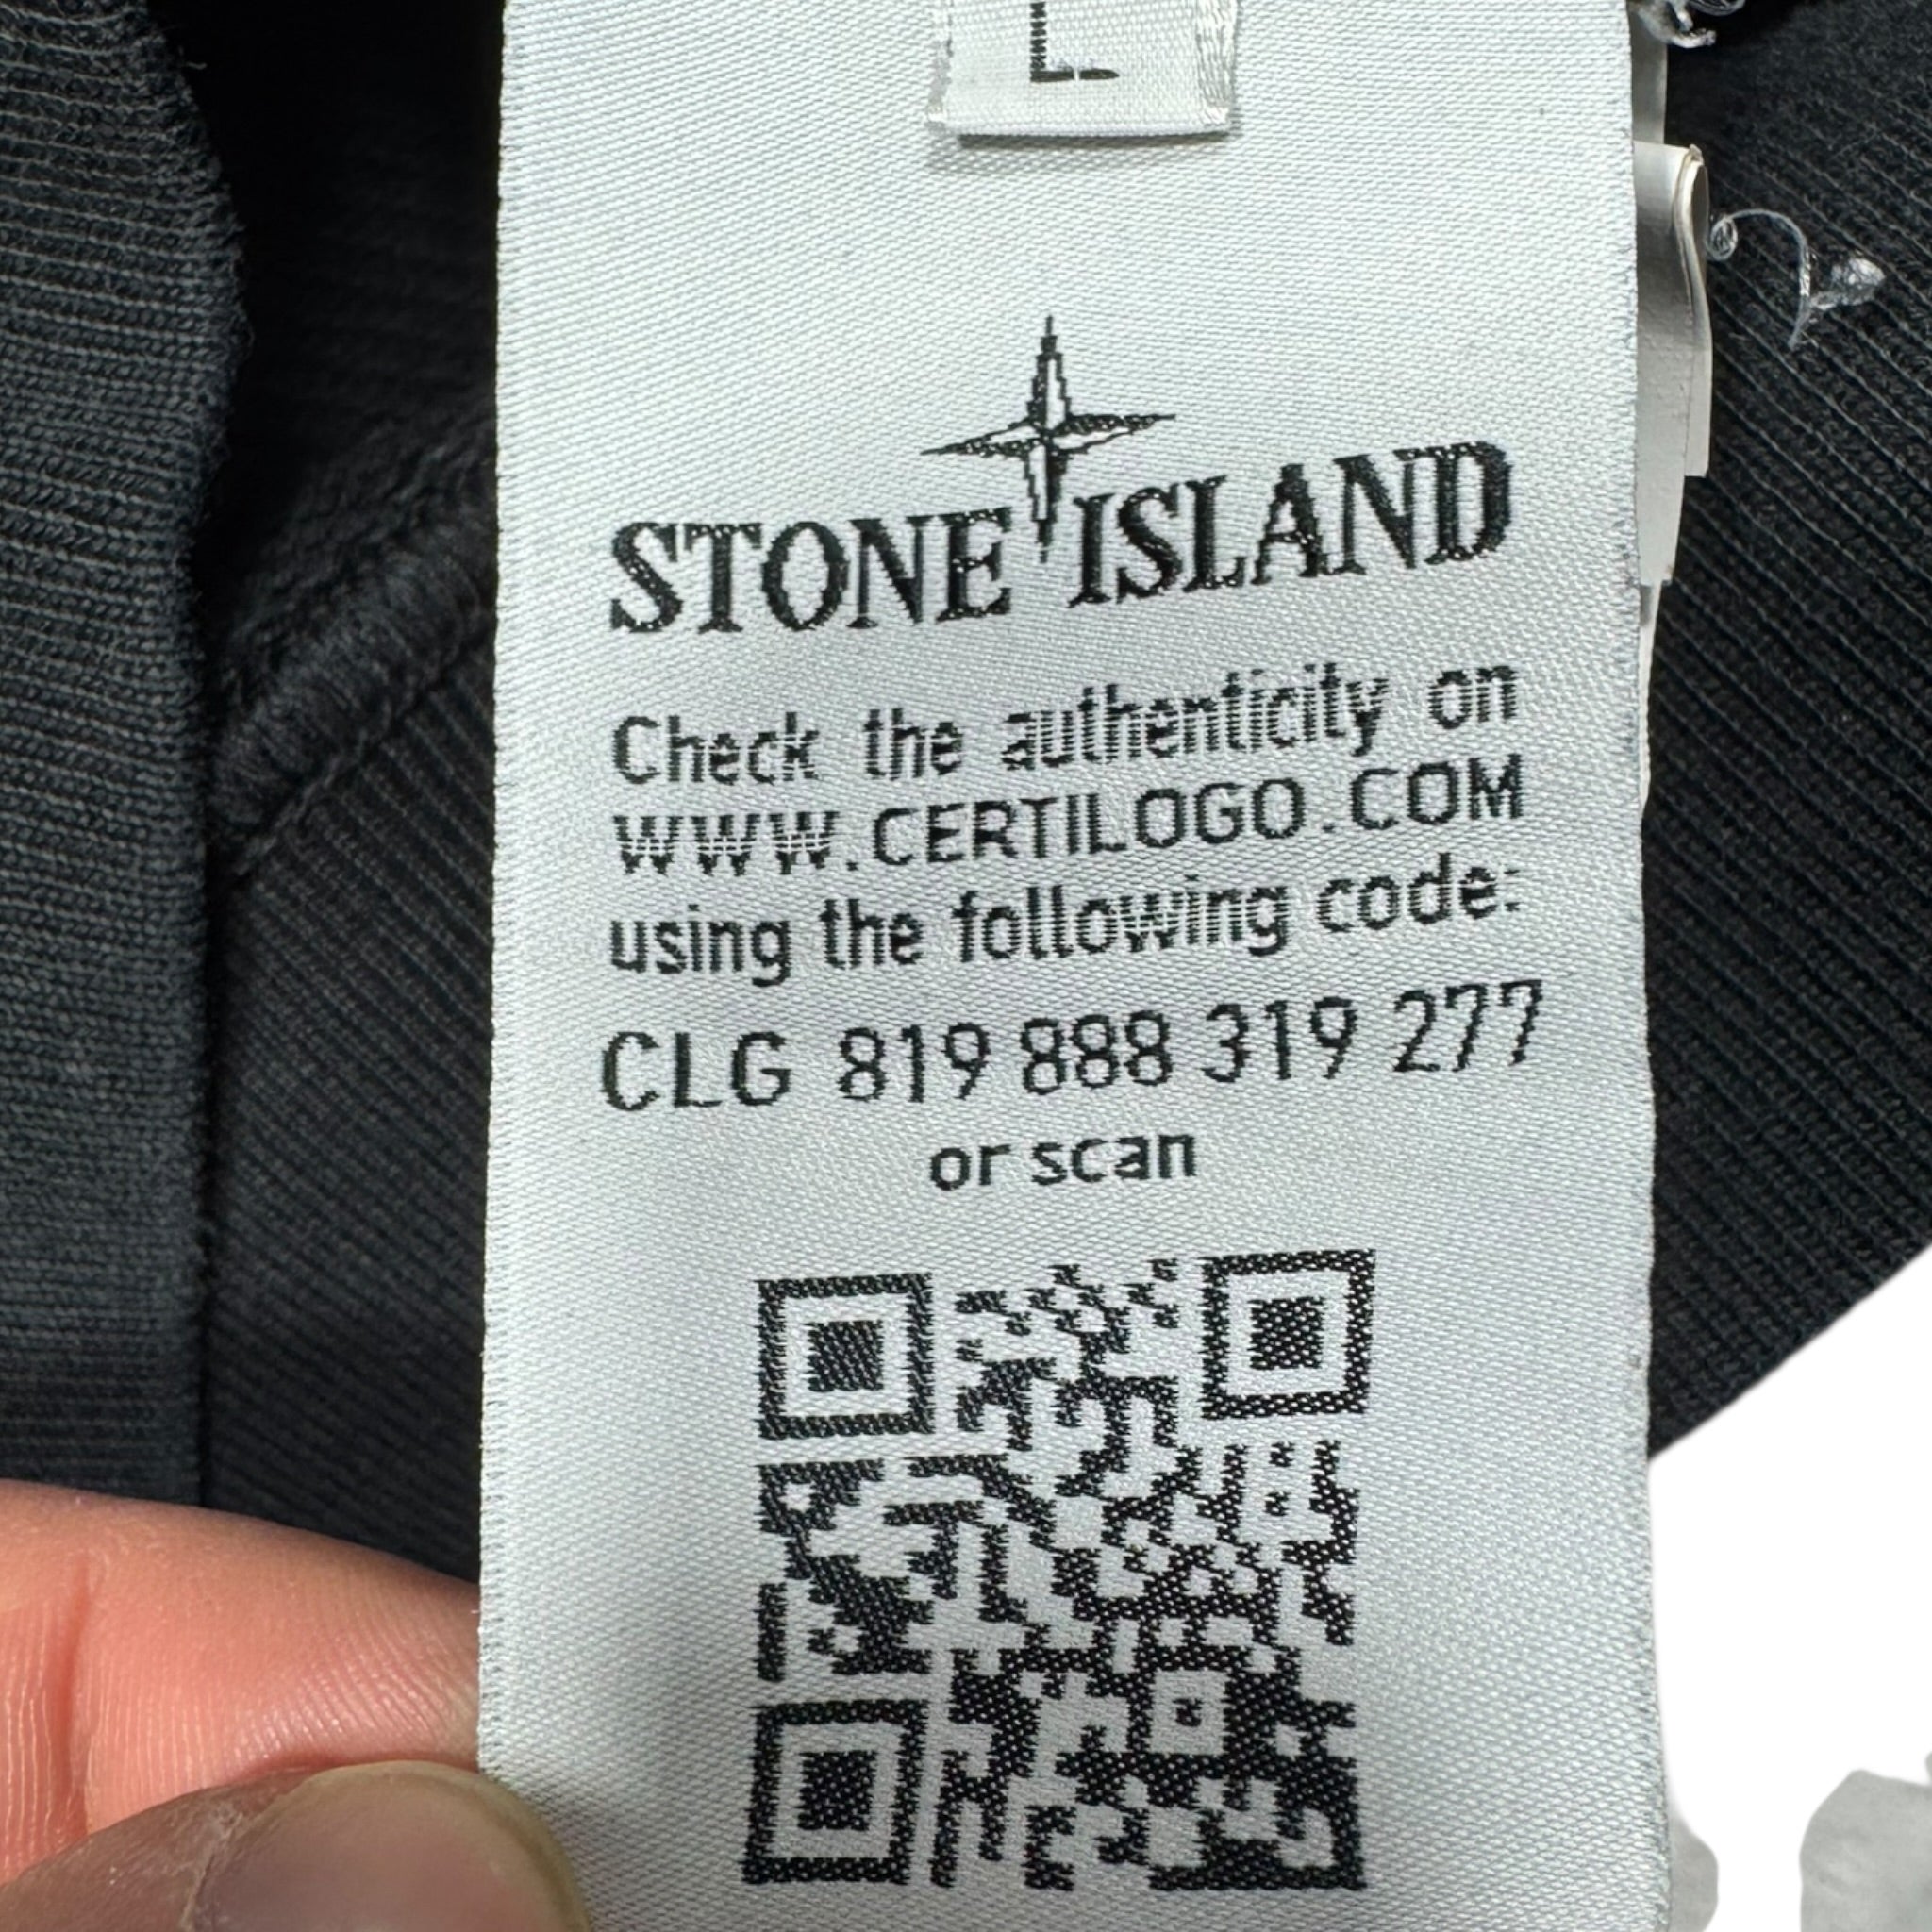 L
STONE ISLAND
Check the authenticity on
WWW.CERTILOGO.COM
using the following code:
CLG 819 888 319 277
or scan